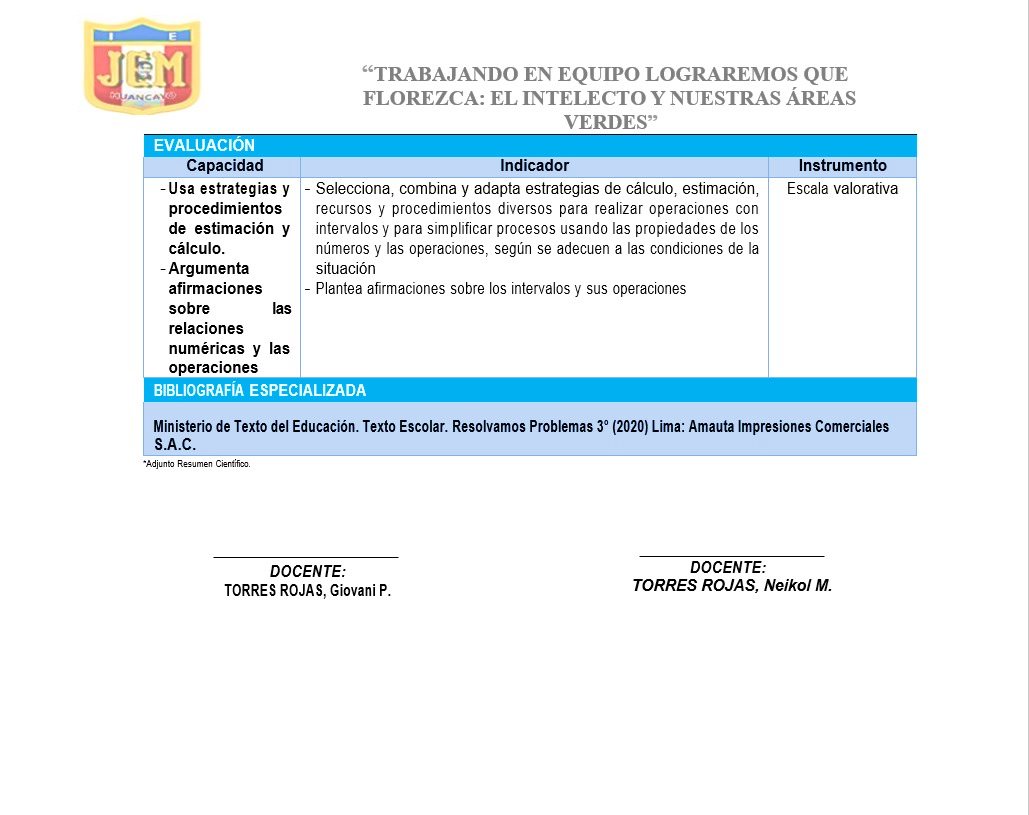 I E
JCM
“TRABAJANDO EN EQUIPO LOGRAREMOS QUE
FLOREZCA: EL INTELECTO Y NUESTRAS ÁREAS
VERDES”
EVALUACIÓN
Capacidad
Indicador
Instrumento
- Usa estrategias y
procedimientos
de estimación y
cálculo.
- Argumenta
afirmaciones
sobre las
relaciones
numéricas y las
operaciones
- Selecciona, combina y adapta estrategias de cálculo, estimación,
recursos y procedimientos diversos para realizar operaciones con
intervalos y para simplificar procesos usando las propiedades de los
números y las operaciones, según se adecuen a las condiciones de la
situación
- Plantea afirmaciones sobre los intervalos y sus operaciones
Escala valorativa
BIBLIOGRAFÍA ESPECIALIZADA
Ministerio de Texto del Educación. Texto Escolar. Resolvamos Problemas 3° (2020) Lima: Amauta Impresiones Comerciales
S.A.C.
*Adjunto Resumen Científico.
DOCENTE:
TORRES ROJAS, Giovani P.
DOCENTE:
TORRES ROJAS, Neikol M.